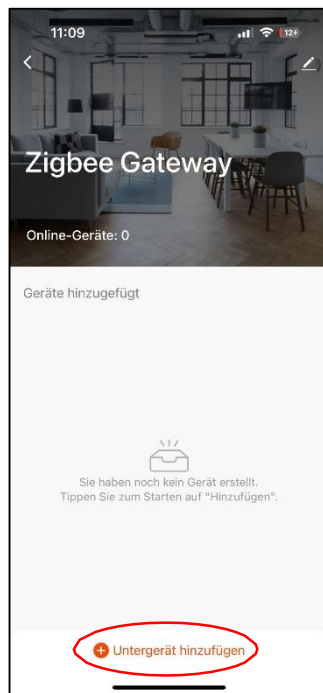 11:09
12+
Zigbee Gateway
Online-Geräte: 0
Geräte hinzugefügt
Sie haben noch kein Gerät erstellt.
Tippen Sie zum Starten auf "Hinzufügen".
Untergerät hinzufügen